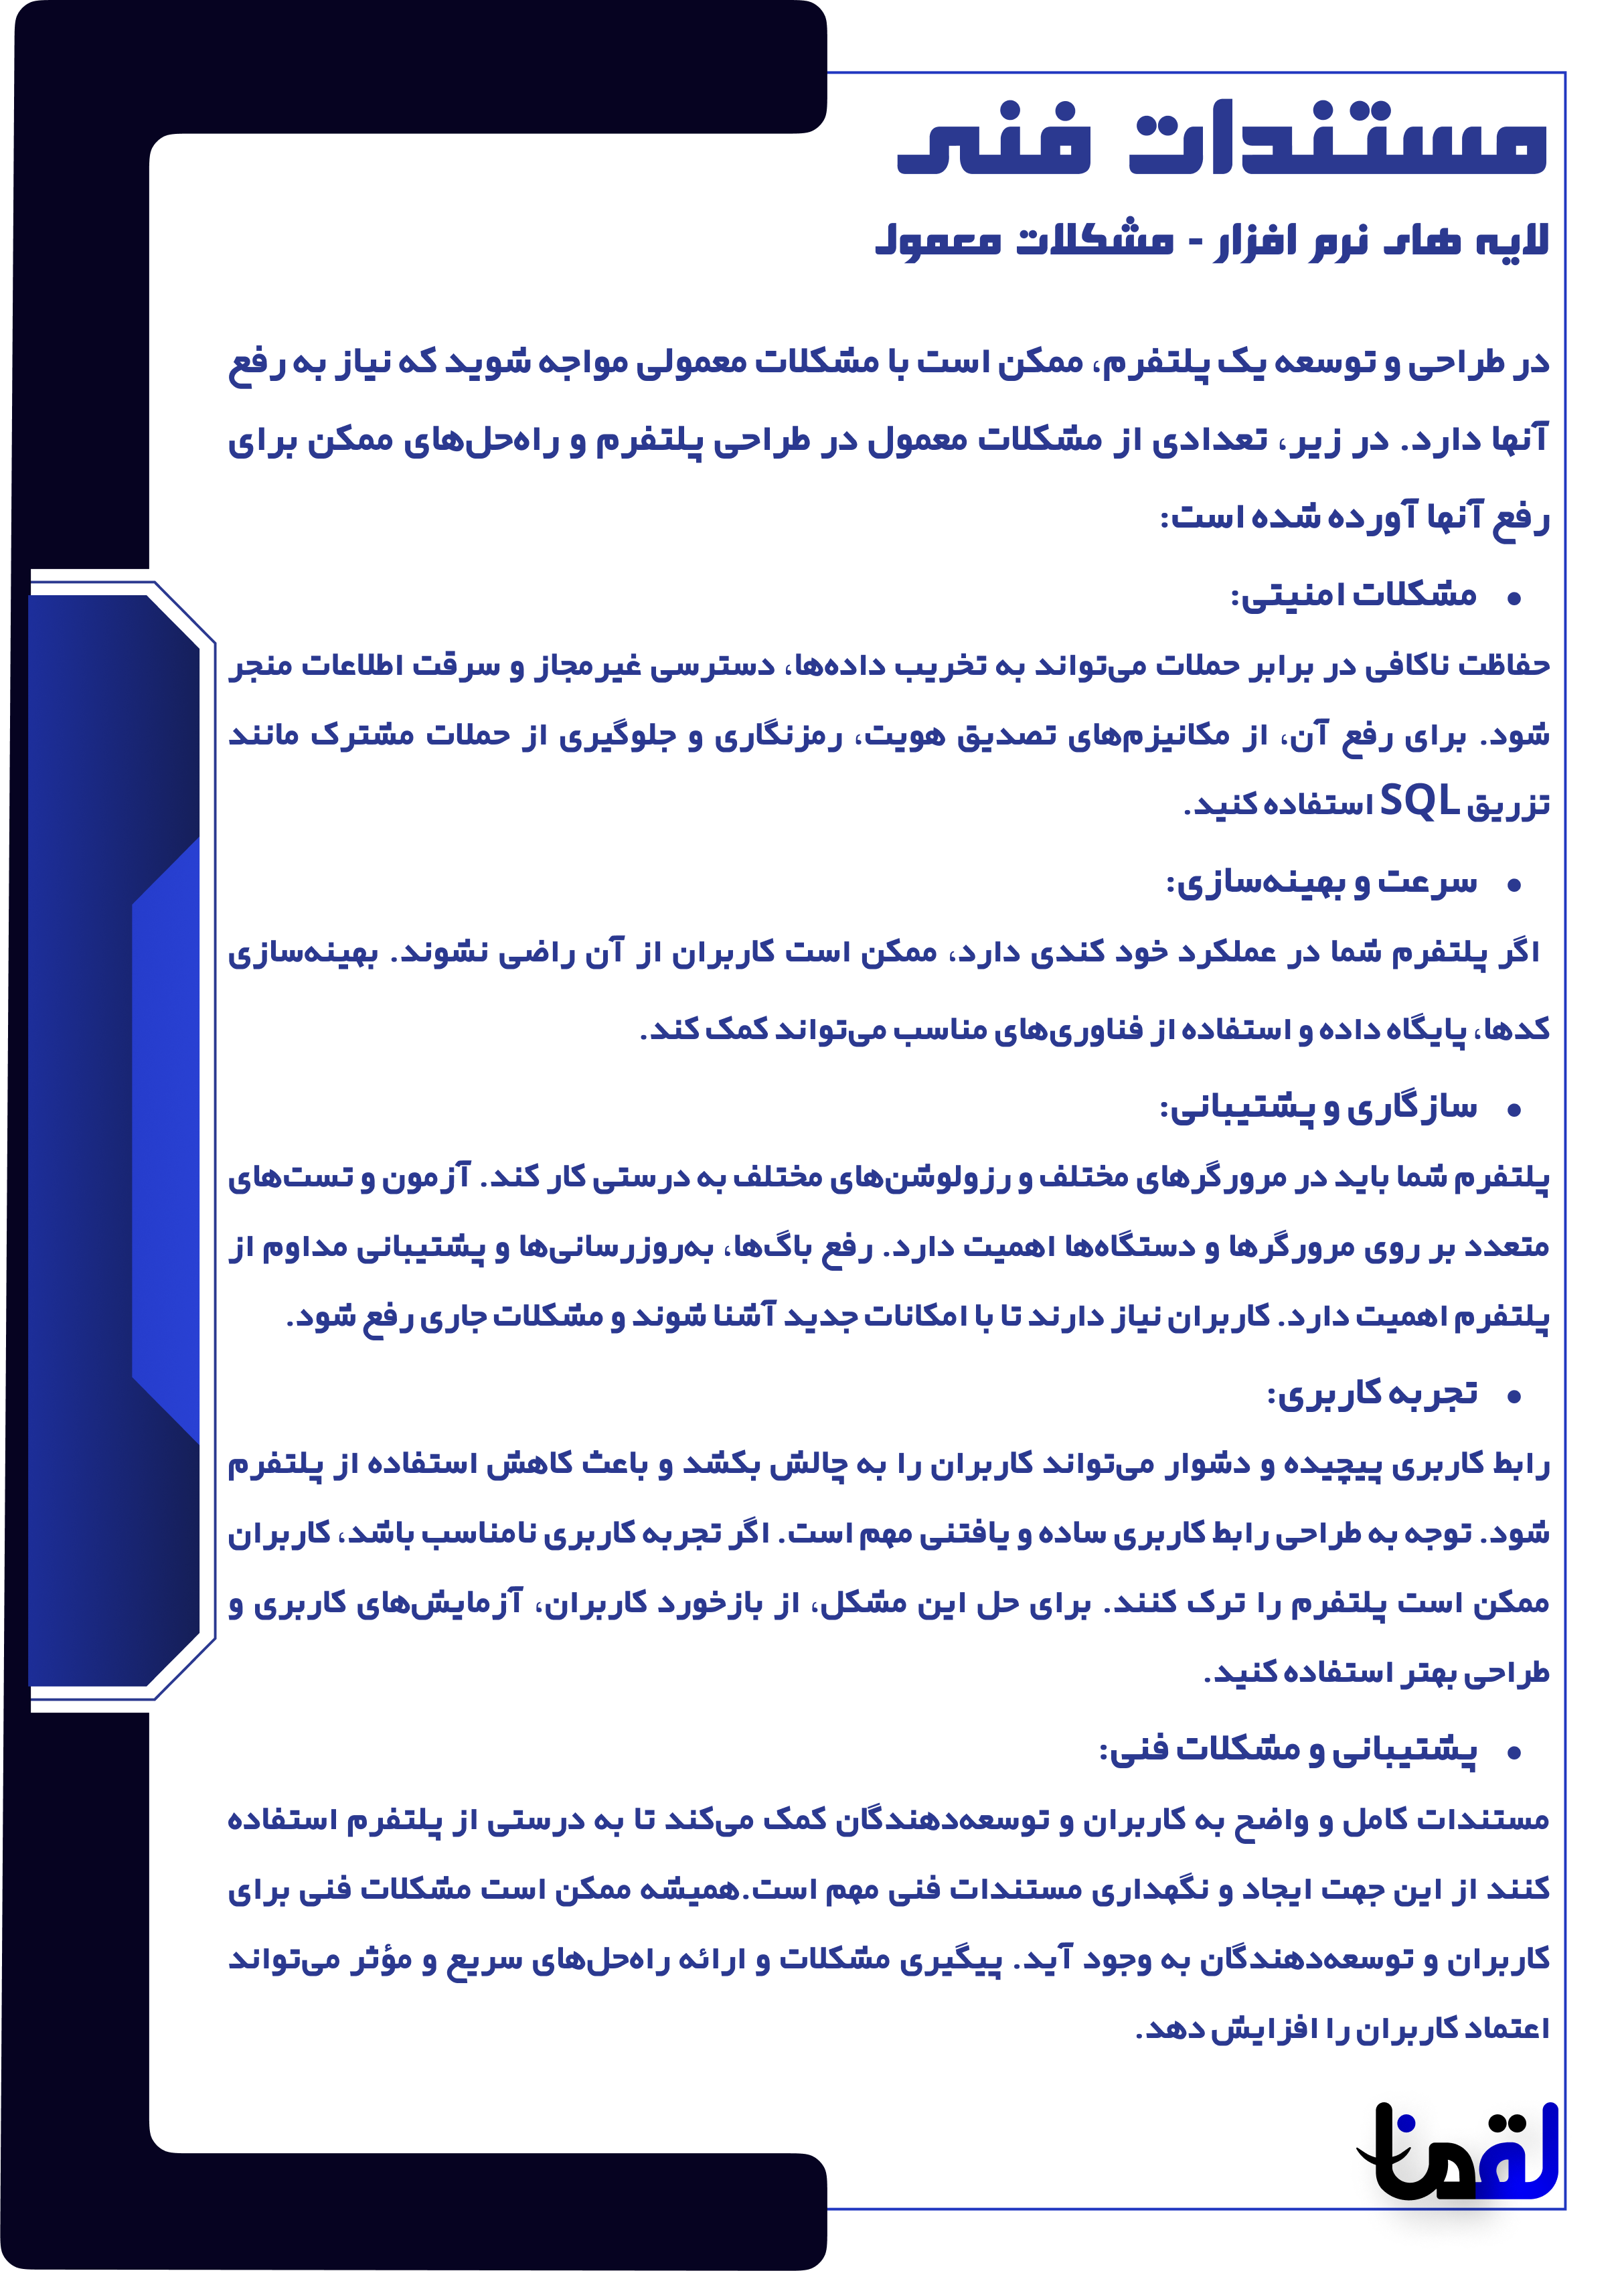 مستندات فنی
لایه های نرم افزار - مشکلات معمول
در طراحی و توسعه یک پلتفرم، ممکن است با مشکلات معمولی مواجه شوید که نیاز به رفع
آنها دارد. در زیر، تعدادی از مشکلات معمول در طراحی پلتفرم و راه‌حل‌های ممکن برای
رفع آنها آورده شده است:
• مشکلات امنیتی:
حفاظت ناکافی در برابر حملات می‌تواند به تخریب داده‌ها، دسترسی غیرمجاز و سرقت اطلاعات منجر
شود. برای رفع آن، از مکانیزم‌های تصدیق هویت، رمزنگاری و جلوگیری از حملات مشترک مانند
تزریق SQL استفاده کنید.
• سرعت و بهینه‌سازی:
اگر پلتفرم شما در عملکرد خود کندی دارد، ممکن است کاربران از آن راضی نشوند. بهینه‌سازی
کدها، پایگاه داده و استفاده از فناوری‌های مناسب می‌تواند کمک کند.
• سازگاری و پشتیبانی:
پلتفرم شما باید در مرورگرهای مختلف و رزولوشن‌های مختلف به درستی کار کند. آزمون و تست‌های
متعدد بر روی مرورگرها و دستگاه‌ها اهمیت دارد. رفع باگ‌ها، به‌روزرسانی‌ها و پشتیبانی مداوم از
پلتفرم اهمیت دارد. کاربران نیاز دارند تا با امکانات جدید آشنا شوند و مشکلات جاری رفع شود.
• تجربه کاربری:
رابط کاربری پیچیده و دشوار می‌تواند کاربران را به چالش بکشد و باعث کاهش استفاده از پلتفرم
شود. توجه به طراحی رابط کاربری ساده و یافتنی مهم است. اگر تجربه کاربری نامناسب باشد، کاربران
ممکن است پلتفرم را ترک کنند. برای حل این مشکل، از بازخورد کاربران، آزمایش‌های کاربری و
طراحی بهتر استفاده کنید.
• پشتیبانی و مشکلات فنی:
مستندات کامل و واضح به کاربران و توسعه‌دهندگان کمک می‌کند تا به درستی از پلتفرم استفاده
کنند از این جهت ایجاد و نگهداری مستندات فنی مهم است.همیشه ممکن است مشکلات فنی برای
کاربران و توسعه‌دهندگان به وجود آید. پیگیری مشکلات و ارائه راه‌حل‌های سریع و مؤثر می‌تواند
اعتماد کاربران را افزایش دهد.